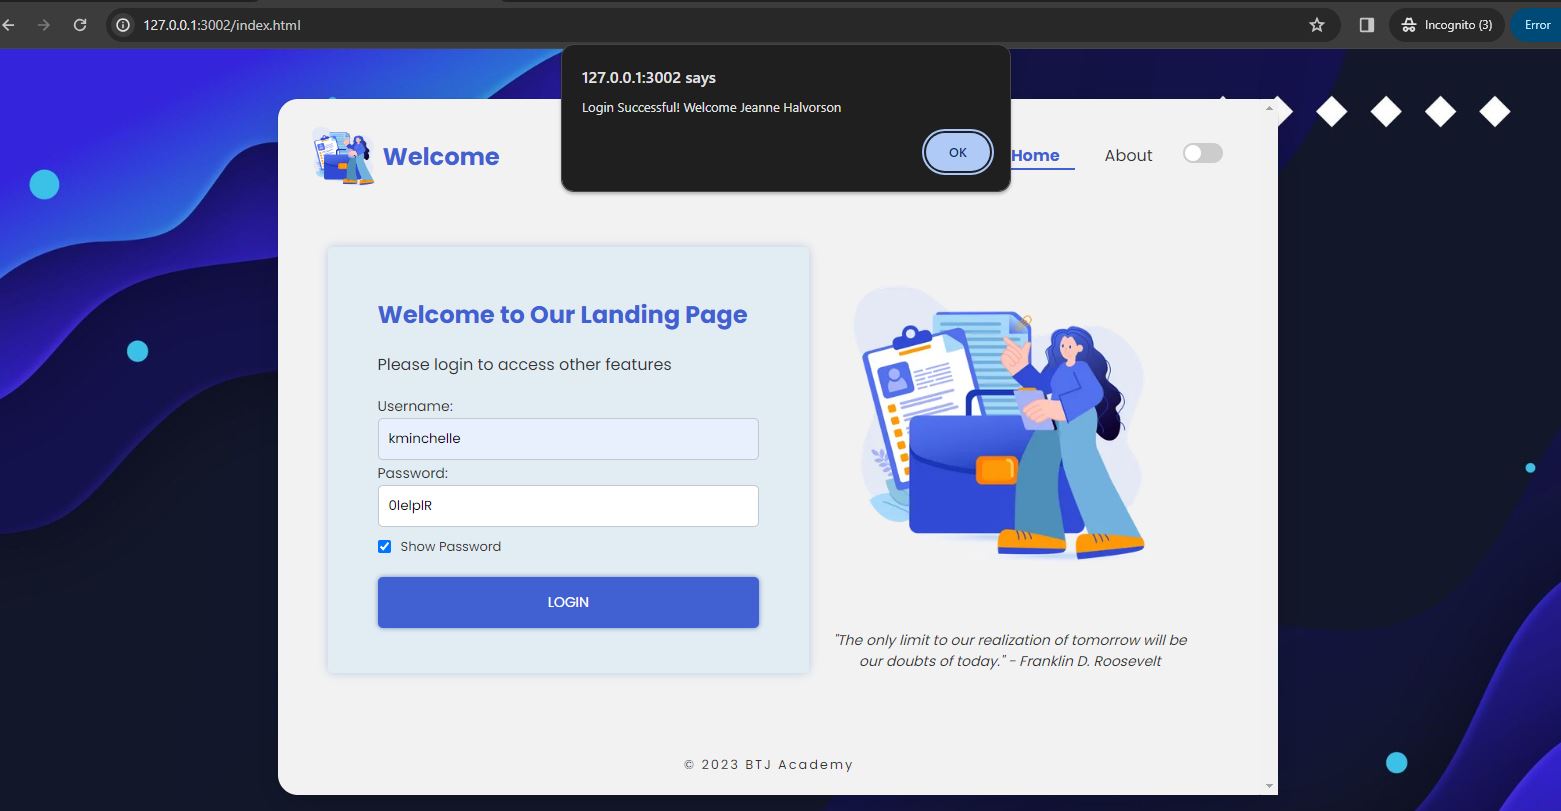 127.0.0.1:3002/index.html
Incognito (3)
Error
127.0.0.1:3002 says
Login Successful! Welcome Jeanne Halvorson
OK
Welcome
Home
About
Welcome to Our Landing Page
Please login to access other features
Username:
kminchelle
Password:
0lelplR
Show Password
LOGIN
"The only limit to our realization of tomorrow will be
our doubts of today." - Franklin D. Roosevelt
© 2023 BTJ Academy